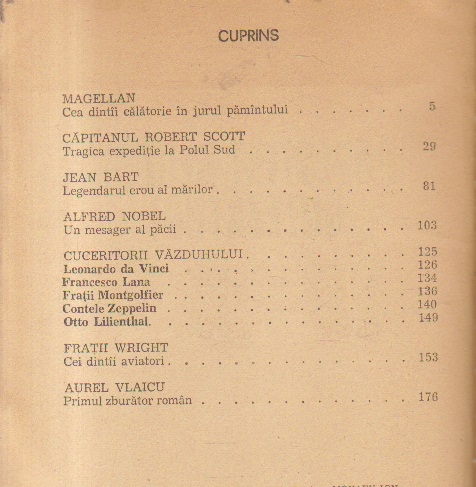 CUPRINS
MAGELLAN
Cea dintîi călătorie în jurul pămîntului . . . . . . . 5
CĂPITANUL ROBERT SCOTT
Tragica expediție la Polul Sud . . . . . . . . . 29
JEAN BART
Legendarul erou al mărilor . . . . . . . . . . 81
ALFRED NOBEL
Un mesager al păcii . . . . . . . . . . . . 103
CUCERITORII VĂZDUHULUI . . . . . . . . . 125
Leonardo da Vinci . . . . . . . . . . . . 126
Francesco Lana . . . . . . . . . . . . 134
Frații Montgolfier . . . . . . . . . . . . 136
Contele Zeppelin . . . . . . . . . . . . 140
Otto Lilienthal . . . . . . . . . . . . . 149
FRAȚII WRIGHT
Cei dintîi aviatori . . . . . . . . . . . . 153
AUREL VLAICU
Primul zburător român . . . . . . . . . . . 176